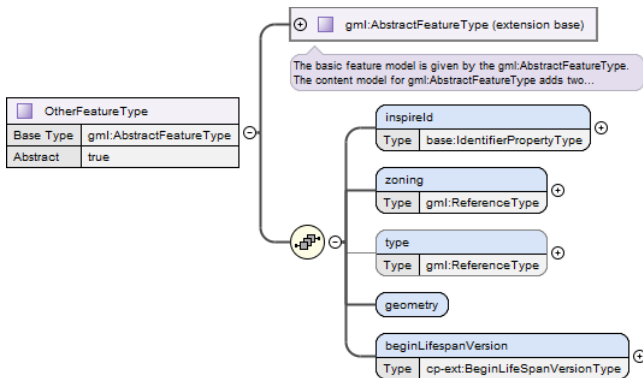 gml:AbstractFeatureType (extension base)
The basic feature model is given by the gml:AbstractFeatureType.
The content model for gml:AbstractFeatureType adds two...
OtherFeatureType
Base Type gml:AbstractFeatureType
Abstract true
inspireId
Type base:IdentifierPropertyType
zoning
Type gml:ReferenceType
type
Type gml:ReferenceType
geometry
beginLifespanVersion
Type cp-ext:BeginLifeSpanVersionType